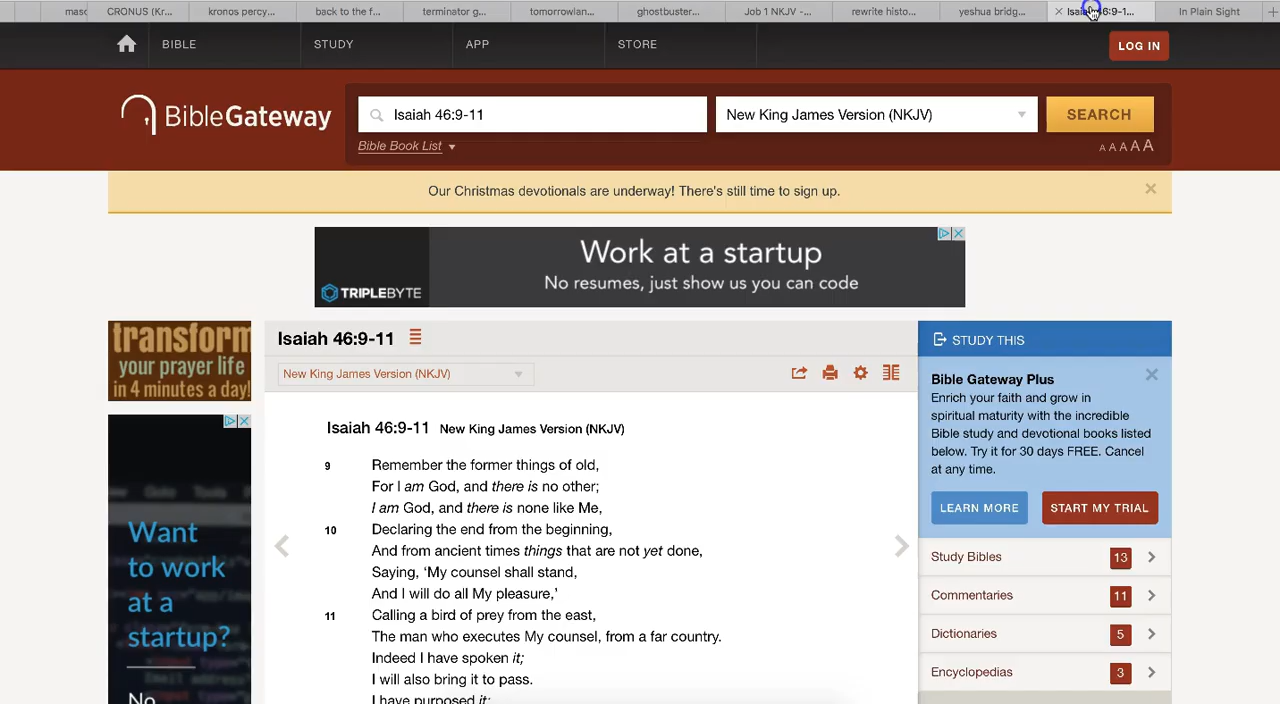 mas
CRONUS (Kr...
kronos percy...
back to the f...
terminator g...
tomorrowlan...
ghostbuster...
Job 1 NKJV -...
rewrite histo...
yeshua bridg...
In Plain Sight
BIBLE
STUDY
APP
STORE
LOG IN
BibleGateway
Isaiah 46:9-11
New King James Version (NKJV)
SEARCH
Bible Book List
A A A A A
Our Christmas devotionals are underway! There's still time to sign up.
Work at a startup
No resumes, just show us you can code
TRIPLEBYTE
transform
your prayer life
in 4 minutes a day!
Want
to work
at a
startup?
No
Isaiah 46:9-11
New King James Version (NKJV)
Isaiah 46:9-11 New King James Version (NKJV)
9 Remember the former things of old,
For I am God, and there is no other;
I am God, and there is none like Me,
10 Declaring the end from the beginning,
And from ancient times things that are not yet done,
Saying, ‘My counsel shall stand,
And I will do all My pleasure,’
11 Calling a bird of prey from the east,
The man who executes My counsel, from a far country.
Indeed I have spoken it;
I will also bring it to pass.
I have purposed it;
STUDY THIS
Bible Gateway Plus
Enrich your faith and grow in
spiritual maturity with the incredible
Bible study and devotional books listed
below. Try it for 30 days FREE. Cancel
at any time.
LEARN MORE
START MY TRIAL
Study Bibles 13
Commentaries 11
Dictionaries 5
Encyclopedias 3